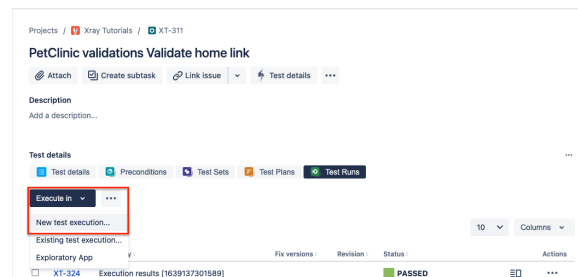 Projects / Xray Tutorials / XT-311
PetClinic validations Validate home link
Attach Create subtask Link issue Test details •••
Description
Add a description...
Test details •••
Test details Preconditions Test Sets Test Plans Test Runs
Execute in •••
New test execution...
10 Columns
Existing test execution...
Exploratory App
Fix versions Revision Status Actions
XT-324 Execution results [1639137301589] PASSED •••